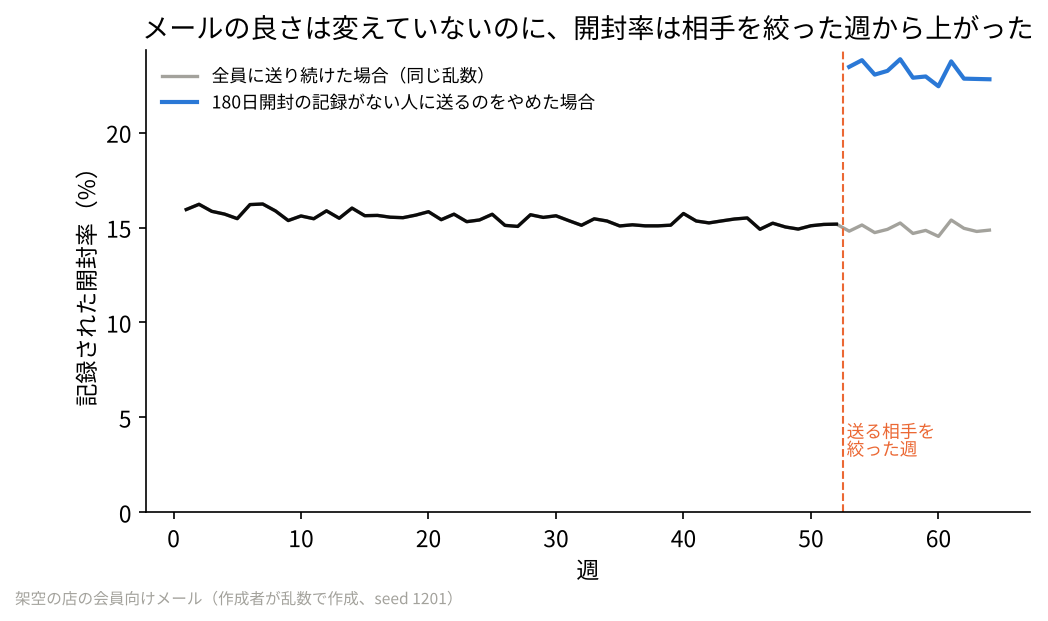 メールの良さは変えていないのに、開封率は相手を絞った週から上がった
全員に送り続けた場合（同じ乱数）
180日開封の記録がない人に送るのをやめた場合
記録された開封率（%）
20
15
10
5
0
送る相手を
絞った週
0 10 20 30 40 50 60
週
架空の店の会員向けメール（作成者が乱数で作成、seed 1201）